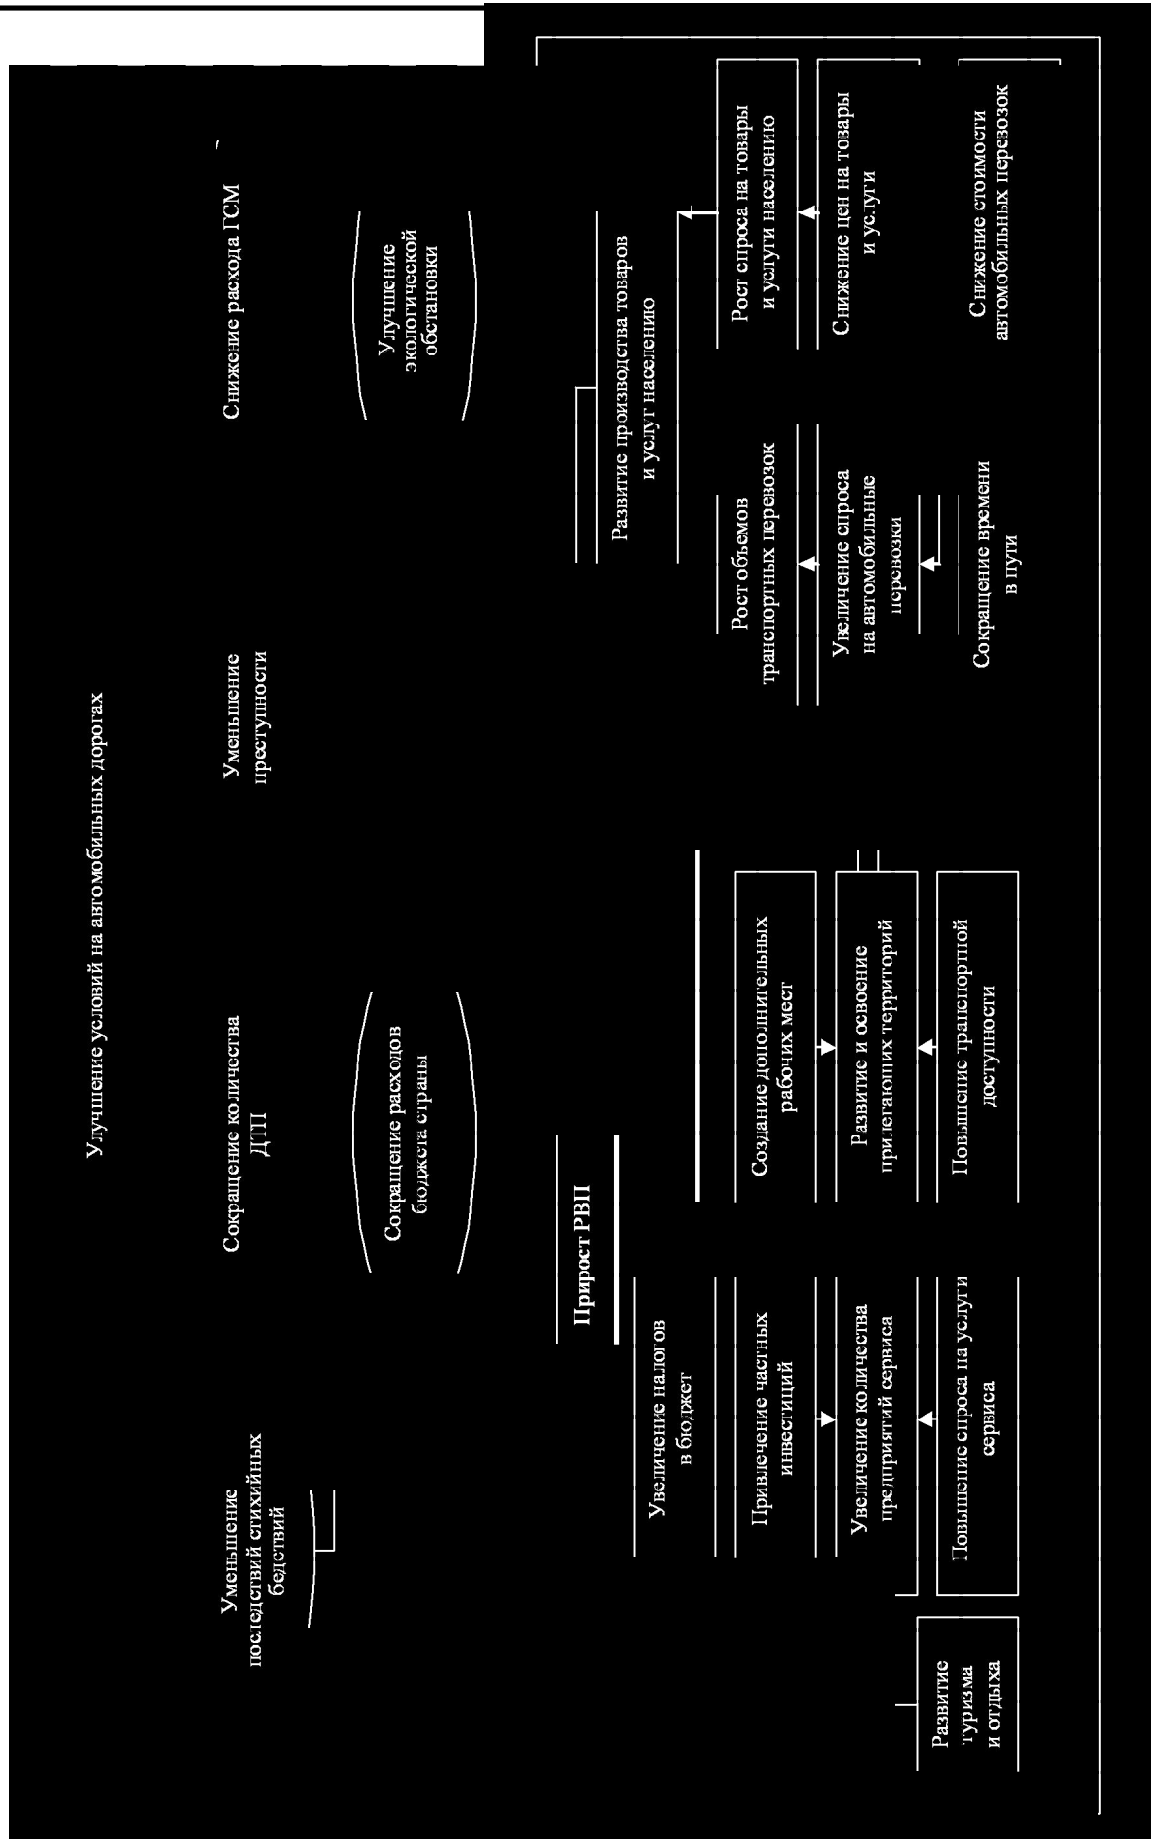 Улучшение условий на автомобильных дорогах
Уменьшение
последствий стихийных
бедствий
Сокращение количества
ДТП
Уменьшение
преступности
Снижение расхода ГСМ
Сокращение расходов
бюджета страны
Улучшение
экологической
обстановки
Прирост РВП
Развитие производства товаров
и услуг населению
Увеличение налогов
в бюджет
Привлечение частных
инвестиций
Создание дополнительных
рабочих мест
Рост объемов
транспортных перевозок
Рост спроса на товары
и услуги населению
Увеличение количества
предприятий сервиса
Развитие и освоение
прилегающих территорий
Увеличение спроса
на автомобильные
перевозки
Снижение цен на товары
и услуги
Развитие
туризма
и отдыха
Повышение спроса на услуги
сервиса
Повышение транспортной
доступности
Сокращение времени
в пути
Снижение стоимости
автомобильных перевозок